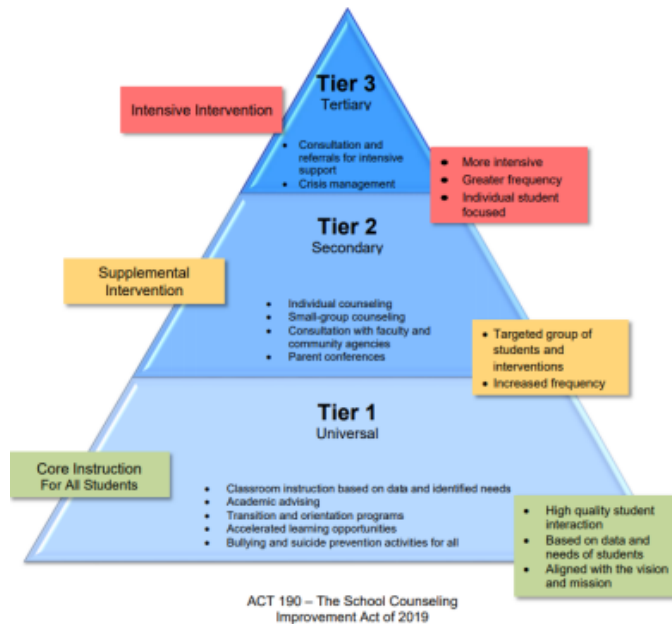 Tier 3
Tertiary
Intensive Intervention
• Consultation and
referrals for intensive
support
• Crisis management
• More intensive
• Greater frequency
• Individual student
focused
Tier 2
Secondary
Supplemental
Intervention
• Individual counseling
• Small-group counseling
• Consultation with faculty and
community agencies
• Parent conferences
• Targeted group of
students and
interventions
• Increased frequency
Tier 1
Universal
Core Instruction
For All Students
• Classroom instruction based on data and identified needs
• Academic advising
• Transition and orientation programs
• Accelerated learning opportunities
• Bullying and suicide prevention activities for all
• High quality student
interaction
• Based on data and
needs of students
• Aligned with the vision
and mission
ACT 190 – The School Counseling
Improvement Act of 2019